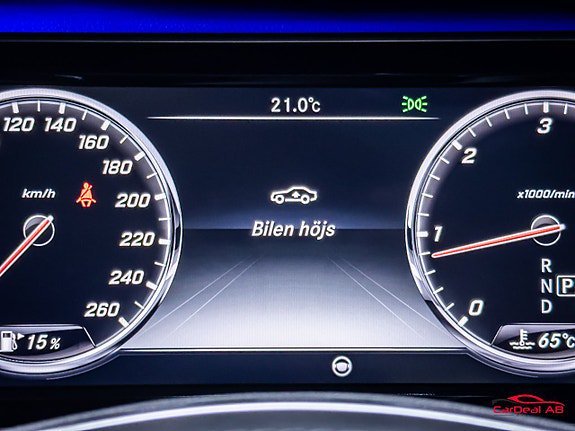 21.0°C
120
140
160
180
200
220
240
260
km/h
15%
Bilen höjs
3
2
1
0
x1000/min
R
N P
D
65°C
CarDeal AB